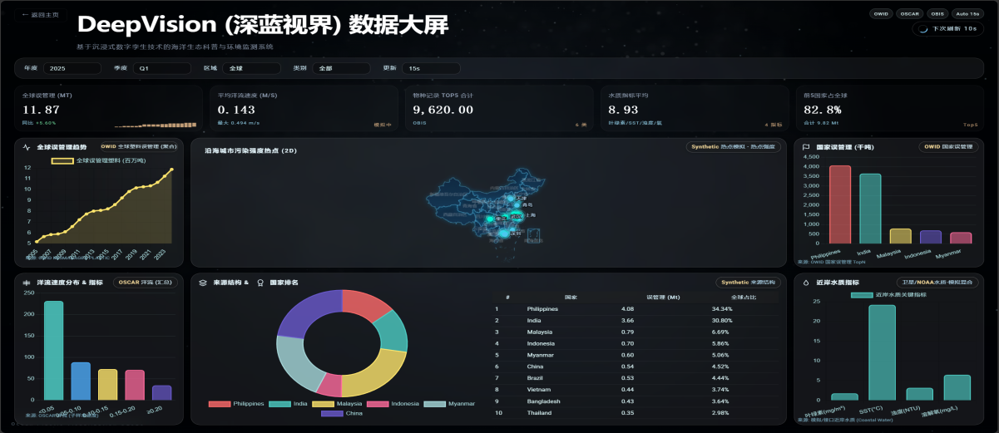 ← 返回主页
DeepVision (深蓝视界) 数据大屏
基于沉浸式数字孪生技术的海洋生态科普与环境监测系统
OWID OSCAR OBIS Auto 15s
下次刷新 10s
年度 2025 季度 Q1 区域 全球 类别 全部 更新 15s
全球误管理 (MT)
11.87
同比 +5.60%
平均洋流速度 (M/S)
0.143
最大 0.494 m/s
模拟中
物种记录 TOP5 合计
9,620.00
OBIS
6 类
水质指标平均
8.93
叶绿素/SST/浊度/氧
4 指标
前5国家占全球
82.8%
合计 9.82 Mt
Top5
全球误管理趋势
OWID 全球塑料误管理 (聚合)
全球误管理塑料 (百万吨)
12
11
10
9
8
7
6
5
2005 2007 2009 2011 2013 2015 2017 2019 2021 2023
沿海城市污染强度热点 (2D)
Synthetic 热点模拟 · 热点强度
天津
青岛
上海
重庆
武汉
深圳
国家误管理 (千吨)
OWID 国家误管理
4,500
4,000
3,500
3,000
2,500
2,000
1,500
1,000
500
0
Philippines India Malaysia Indonesia Myanmar
来源: OWID 国家误管理 TopN
洋流速度分布 & 指标
OSCAR 洋流 (汇总)
250
200
150
100
50
0
<0.05 0.05-0.10 0.10-0.15 0.15-0.20 ≥0.20
来源: OSCAR
来源结构 & 国家排名
Synthetic 来源结构
Philippines India Malaysia Indonesia Myanmar
China
# 国家 误管理 (Mt) 全球占比
1 Philippines 4.08 34.34%
2 India 3.66 30.80%
3 Malaysia 0.79 6.69%
4 Indonesia 0.70 5.86%
5 Myanmar 0.60 5.06%
6 China 0.54 4.52%
7 Brazil 0.53 4.44%
8 Vietnam 0.44 3.74%
9 Bangladesh 0.43 3.64%
10 Thailand 0.35 2.98%
近岸水质指标
卫星/NOAA水质·模拟混合
近岸水质关键指标
25
20
15
10
5
0
叶绿素(mg/m³) SST(°C) 浊度(NTU) 溶解氧(mg/L)
来源: 模拟/接口近岸水质 (Coastal Water)